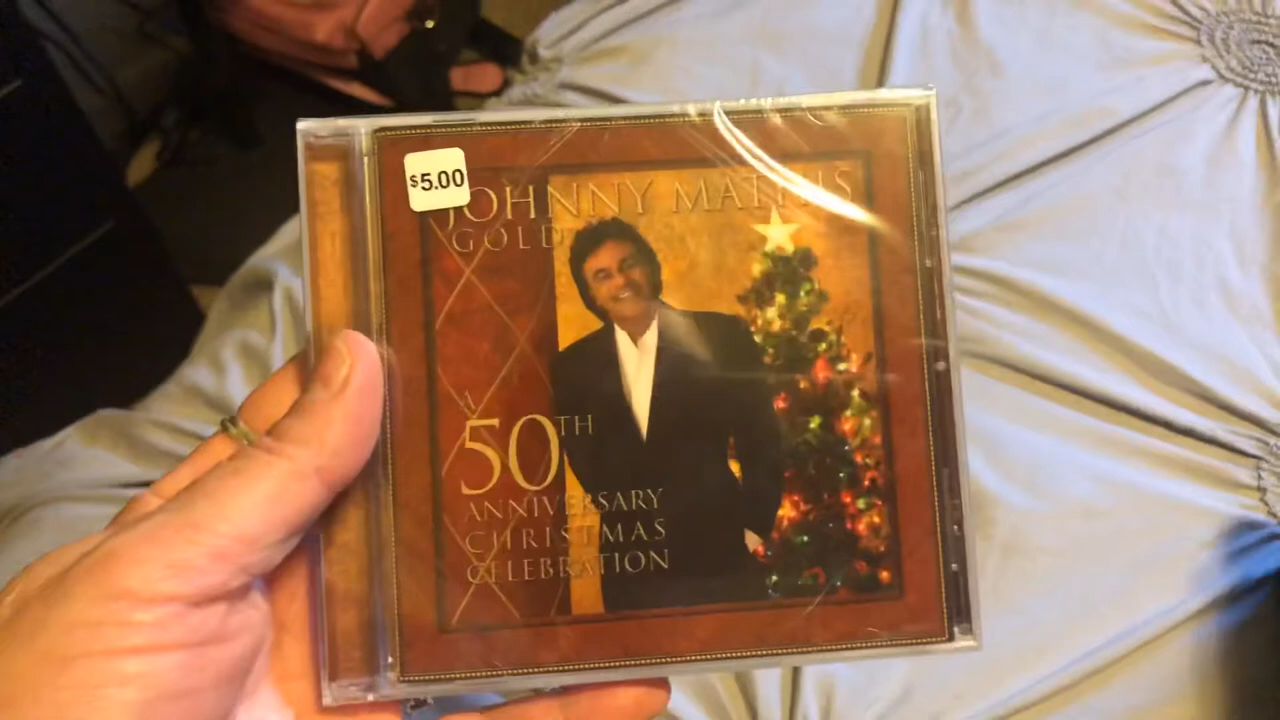 $5.00
JOHNNY MATHIS
GOLD
A
50TH
ANNIVERSARY
CHRISTMAS
CELEBRATION